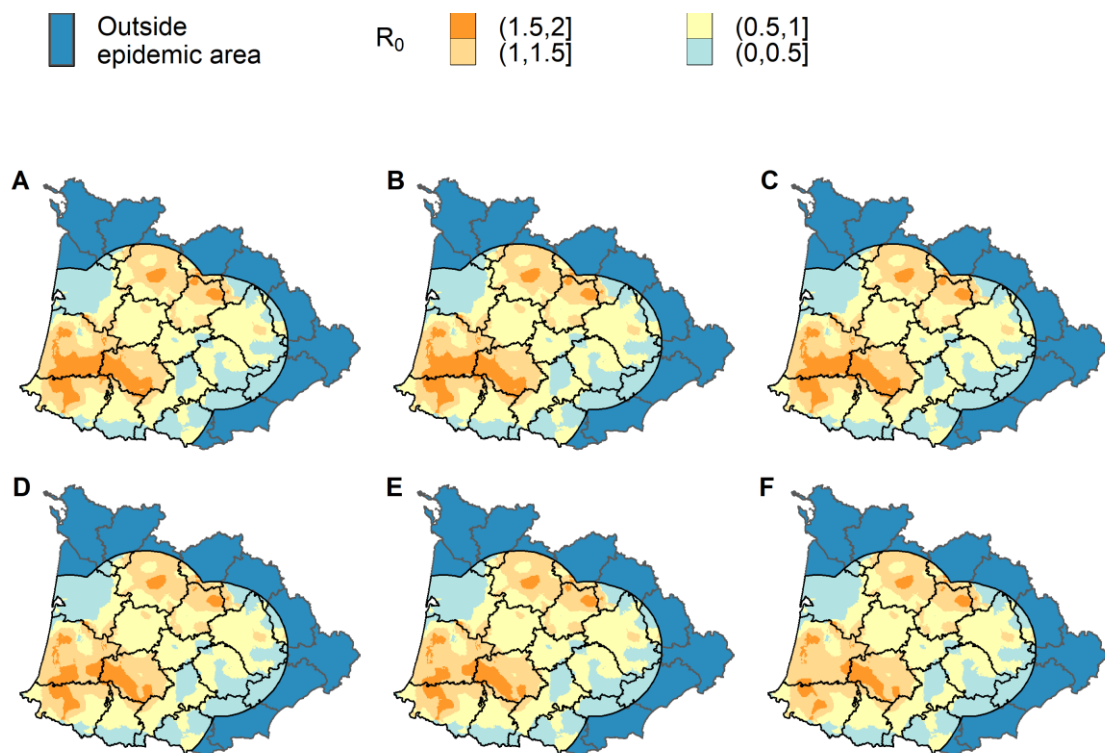 Outside
epidemic area
R0
(1.5,2]
(1,1.5]
(0.5,1]
(0,0.5]
A
B
C
D
E
F